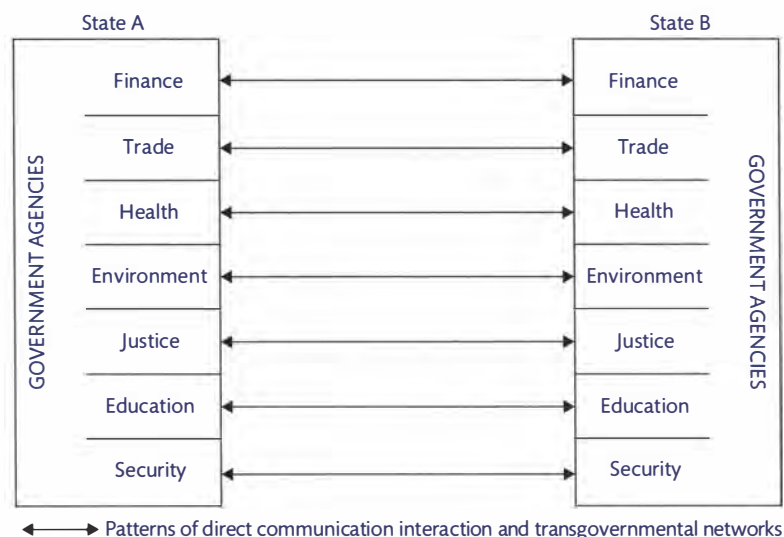 State A
State B
GOVERNMENT AGENCIES
Finance
Trade
Health
Environment
Justice
Education
Security
Finance
Trade
Health
Environment
Justice
Education
Security
GOVERNMENT AGENCIES
Patterns of direct communication interaction and transgovernmental networks